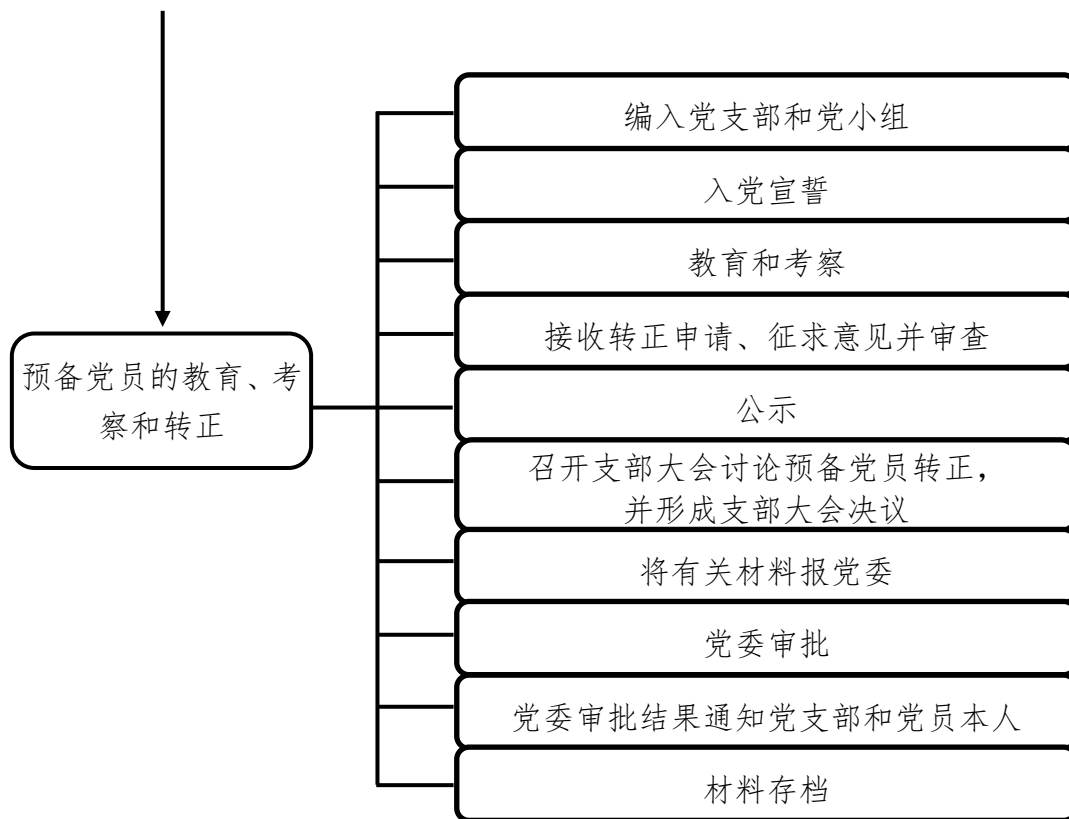 编入党支部和党小组
入党宣誓
教育和考察
接收转正申请、征求意见并审查
预备党员的教育、考
察和转正
公示
召开支部大会讨论预备党员转正，
并形成支部大会决议
将有关材料报党委
党委审批
党委审批结果通知党支部和党员本人
材料存档